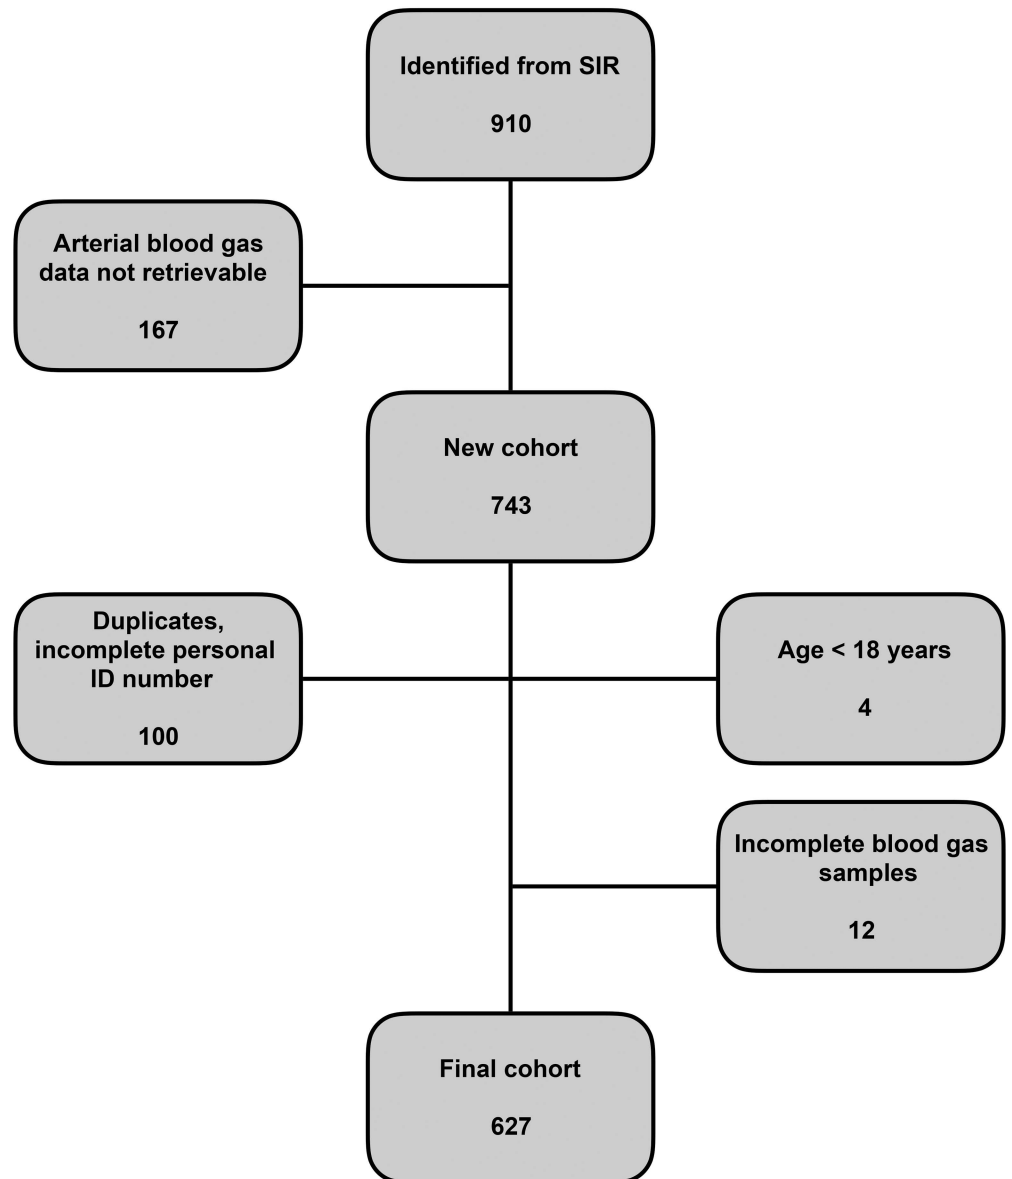 Identified from SIR
910
Arterial blood gas
data not retrievable
167
New cohort
743
Duplicates,
incomplete personal
ID number
100
Age < 18 years
4
Incomplete blood gas
samples
12
Final cohort
627